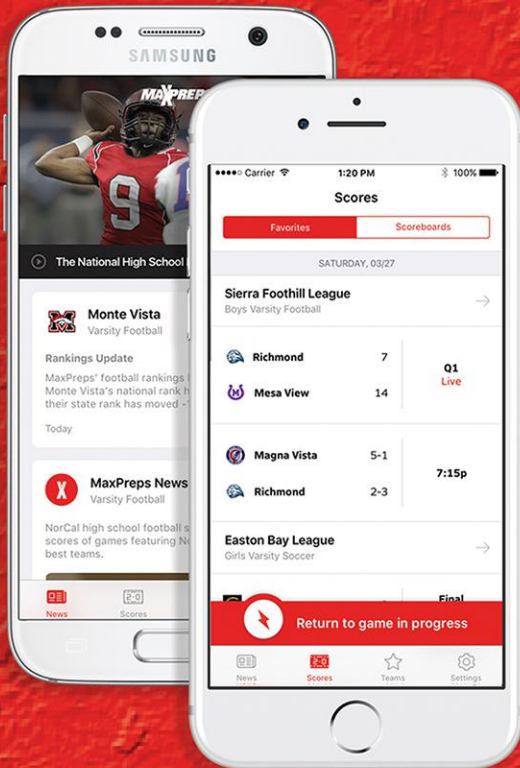 SAMSUNG
MAXPREP
9
The National High School
Monte Vista
Varsity Football
Rankings Update
MaxPreps' football rankings
Monte Vista's national rank h
their state rank has moved -
Today
MaxPreps News
Varsity Football
NorCal high school football s
scores of games featuring No
best teams.
News
Scores
Carrier
1:20 PM
100%
Scores
Favorites
Scoreboards
SATURDAY, 03/27
Sierra Foothill League
Boys Varsity Football
Richmond 7
Mesa View 14
Q1
Live
Magna Vista 5-1
Richmond 2-3
7:15p
Easton Bay League
Girls Varsity Soccer
Final
Return to game in progress
News
2-0
Scores
Teams
Settings